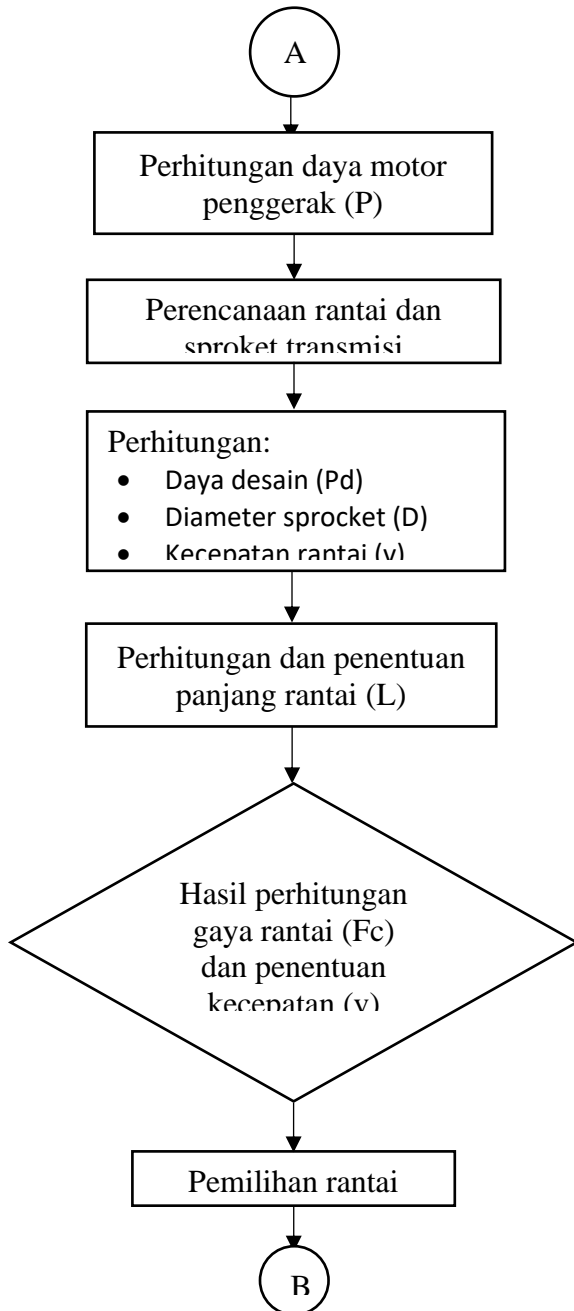 A
Perhitungan daya motor
penggerak (P)
Perencanaan rantai dan
sproket transmisi
Perhitungan:
• Daya desain (Pd)
• Diameter sprocket (D)
• Kecepatan rantai (v)
Perhitungan dan penentuan
panjang rantai (L)
Hasil perhitungan
gaya rantai (Fc)
dan penentuan
kecepatan (v)
Pemilihan rantai
B